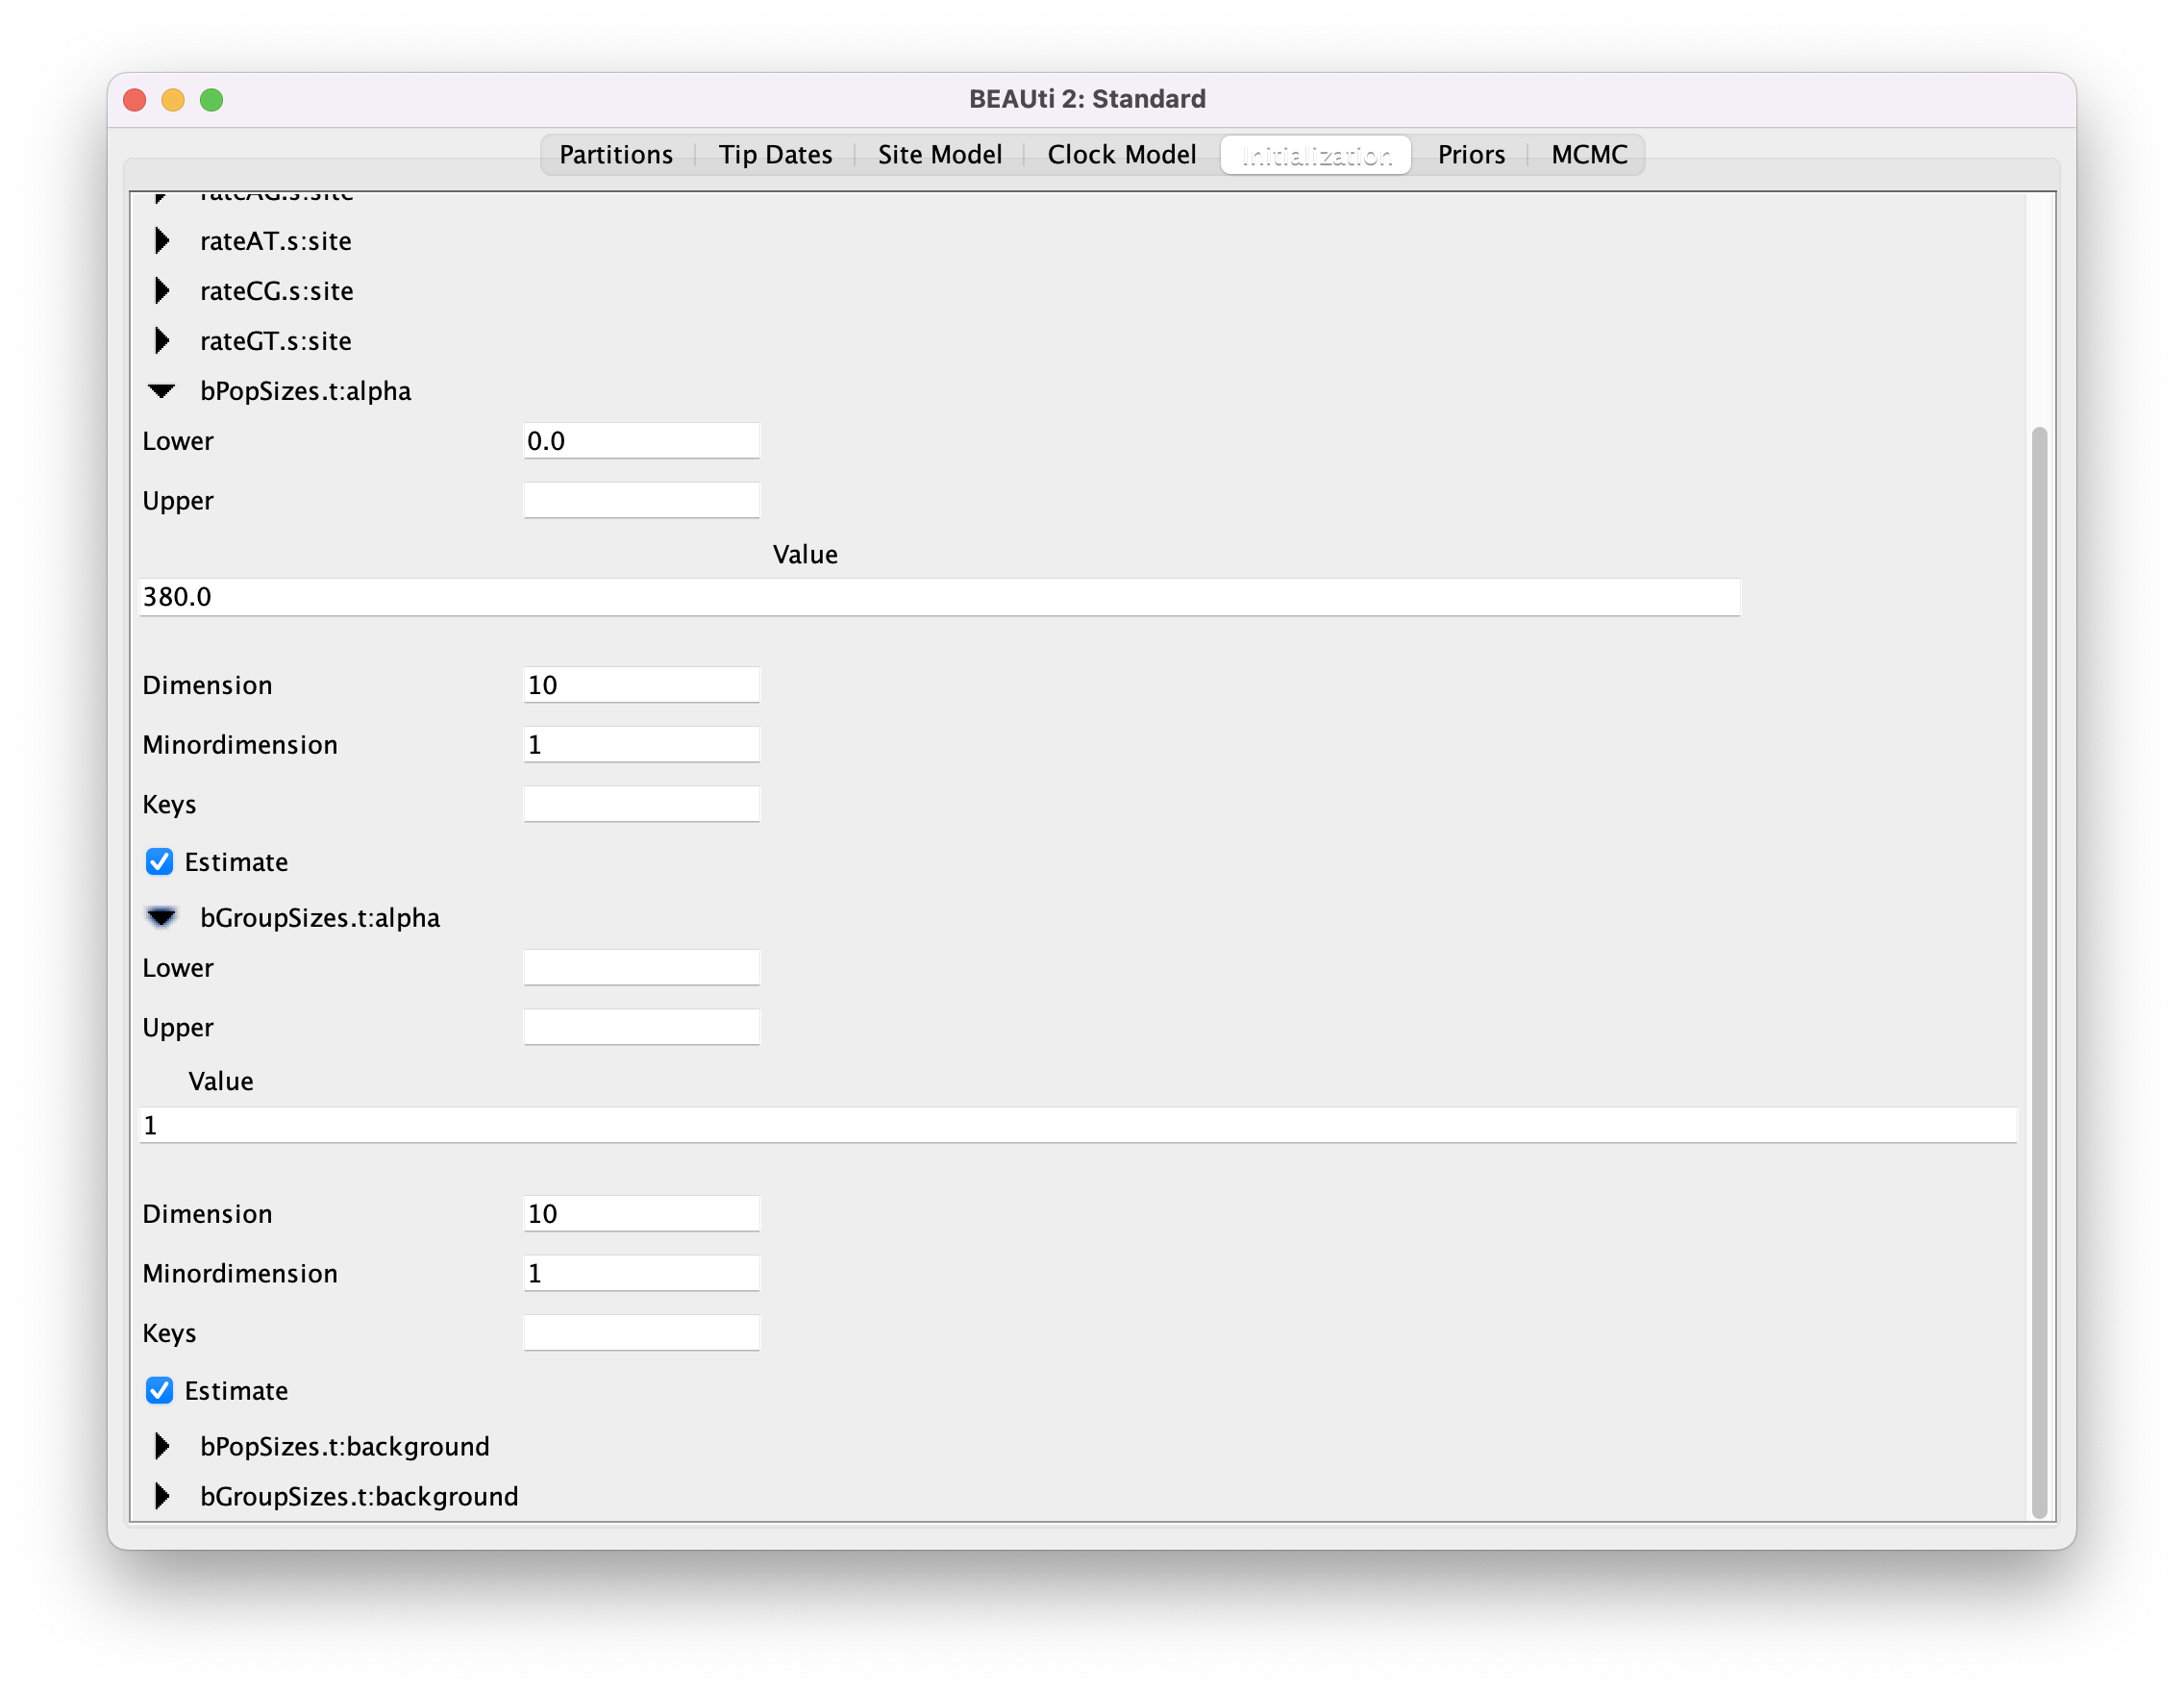 BEAUti 2: Standard
Partitions Tip Dates Site Model Clock Model Initialization Priors MCMC
rateAG.s:site
rateAT.s:site
rateCG.s:site
rateGT.s:site
bPopSizes.t:alpha
Lower 0.0
Upper
Value
380.0
Dimension 10
Minordimension 1
Keys
Estimate
bGroupSizes.t:alpha
Lower
Upper
Value
1
Dimension 10
Minordimension 1
Keys
Estimate
bPopSizes.t:background
bGroupSizes.t:background